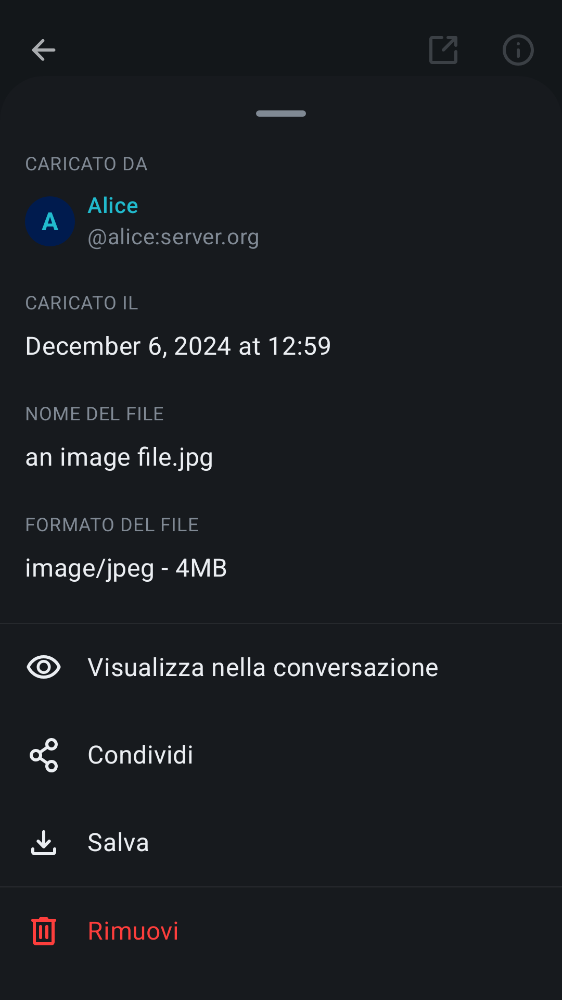 CARICATO DA
A
Alice
@alice:server.org
CARICATO IL
December 6, 2024 at 12:59
NOME DEL FILE
an image file.jpg
FORMATO DEL FILE
image/jpeg - 4MB
Visualizza nella conversazione
Condividi
Salva
Rimuovi